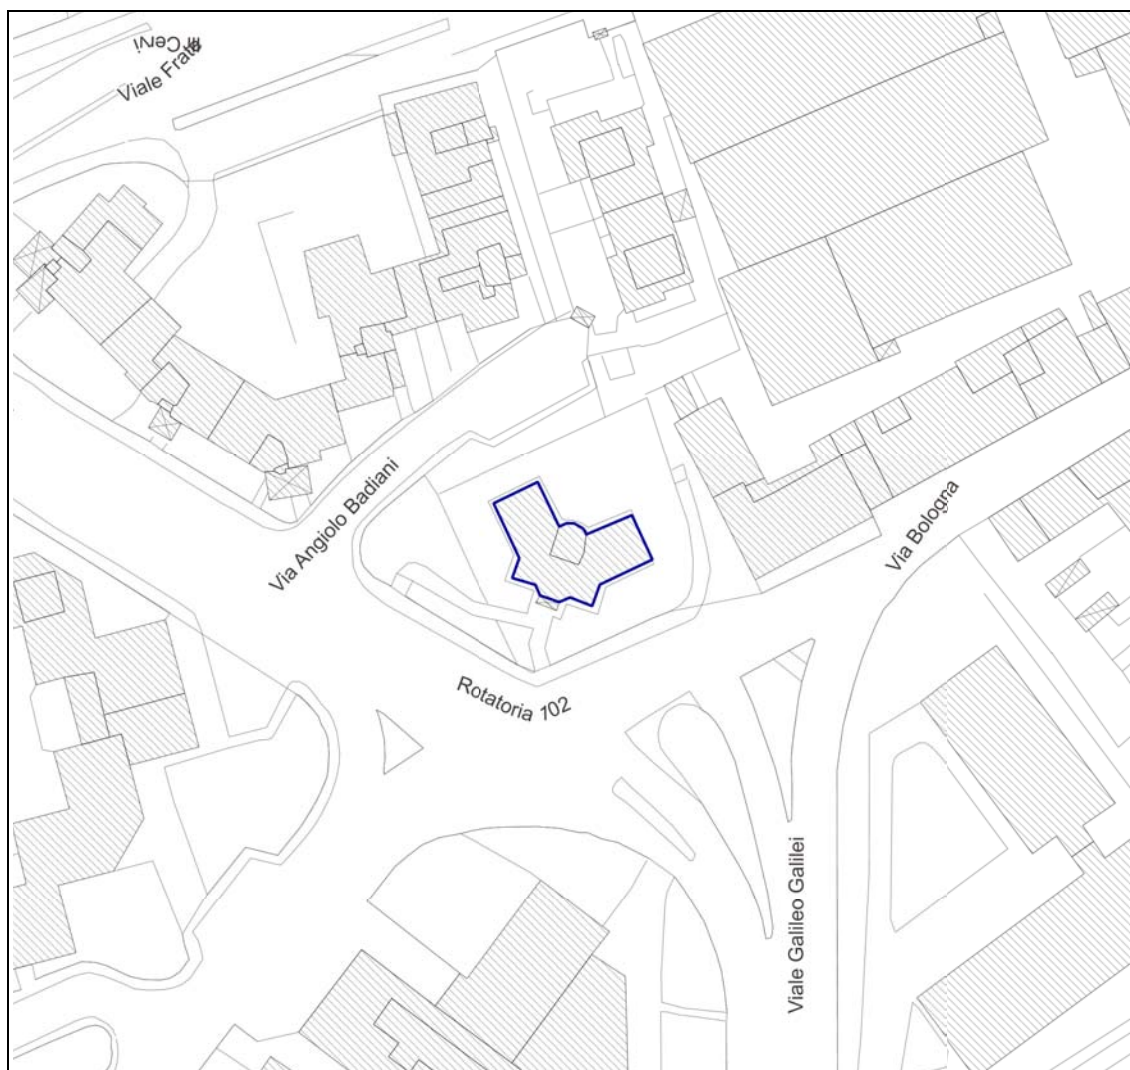 Viale Fratelli
Cervi
Via Angiolo Badiani
Via Bologna
Rotatoria 102
Viale Galileo Galilei